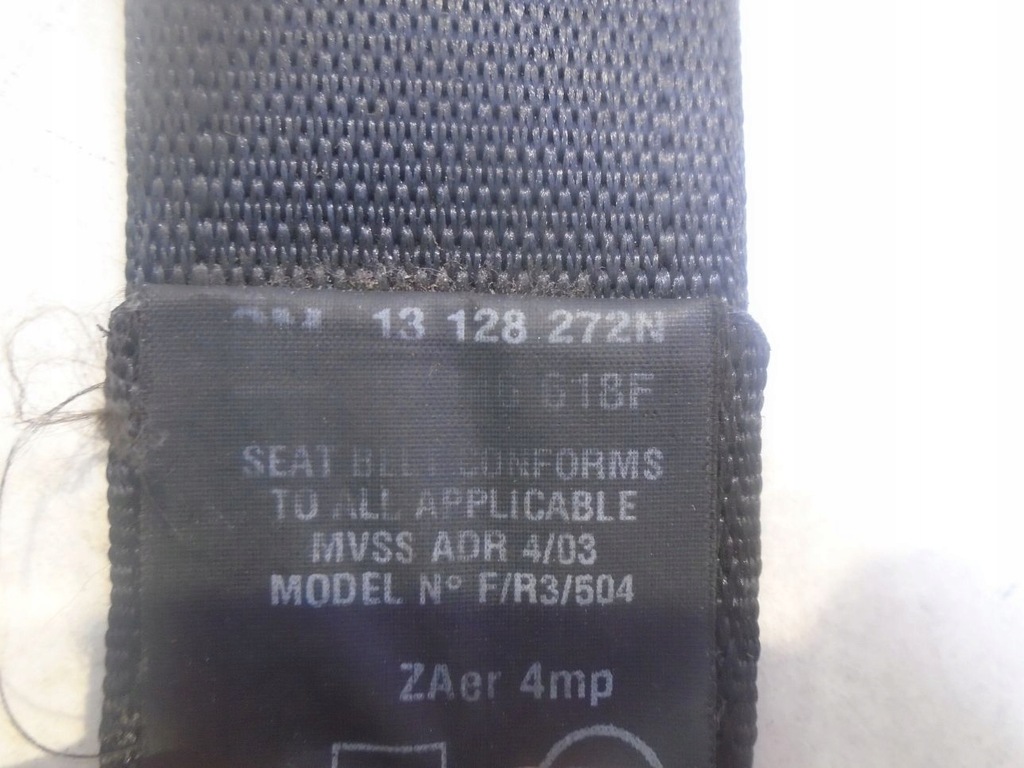 13 128 272N
618F
SEAT BELT CONFORMS
TO ALL APPLICABLE
MVSS ADR 4/03
MODEL Nº F/R3/504
ZAer 4mp